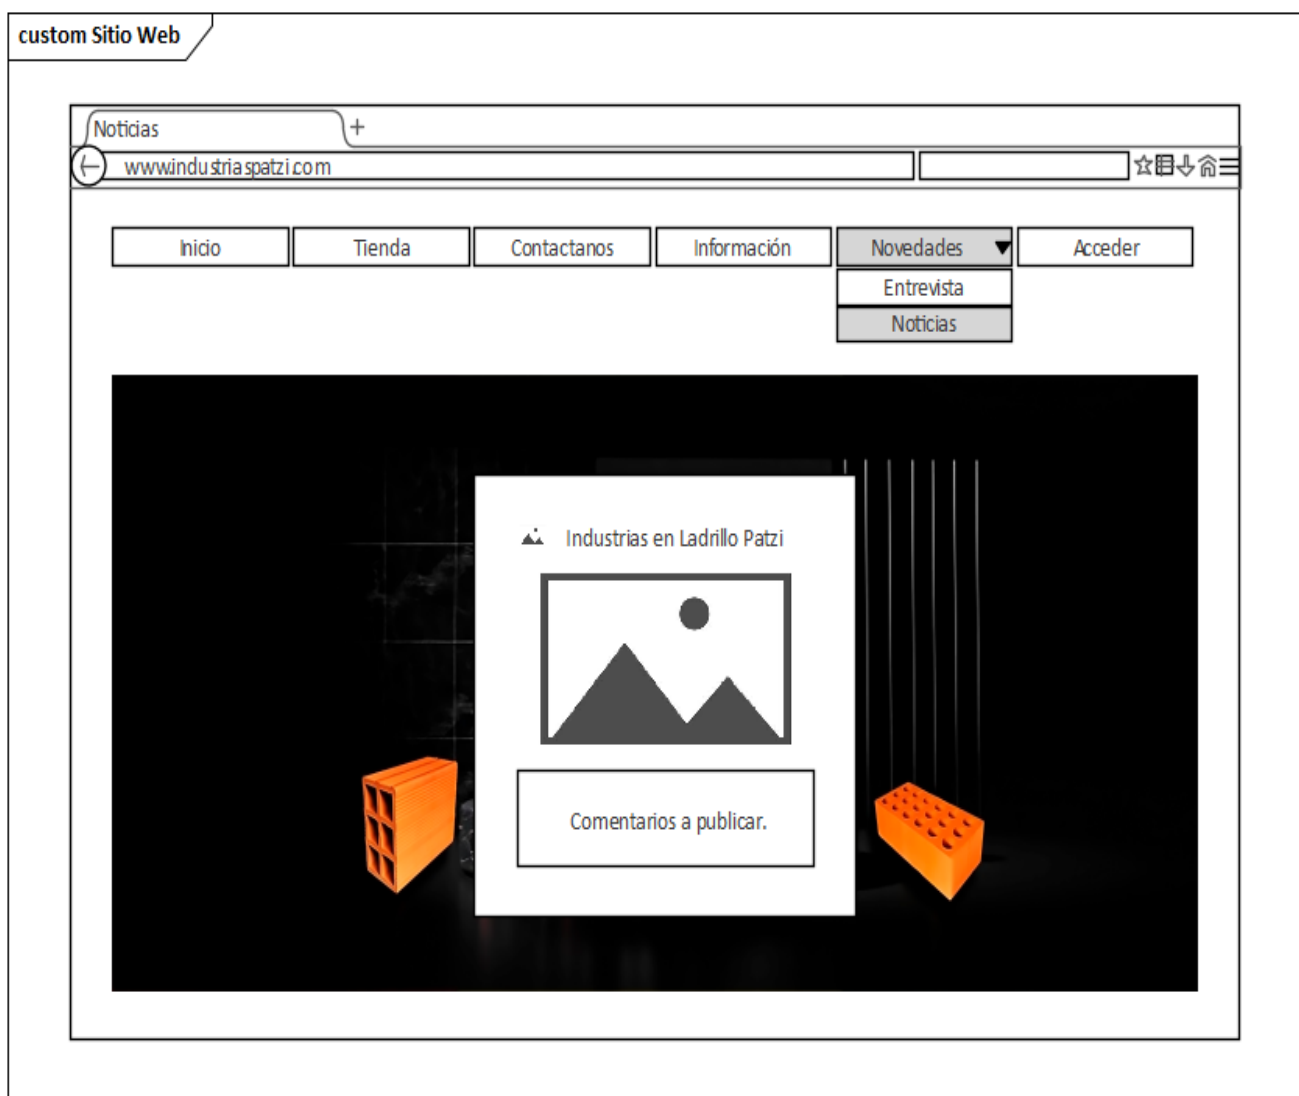 custom Sitio Web
Noticias
www.industriaspatzi.com
Inicio Tienda Contactanos Información Novedades Acceder
Entrevista
Noticias
Industrias en Ladrillo Patzi
Comentarios a publicar.